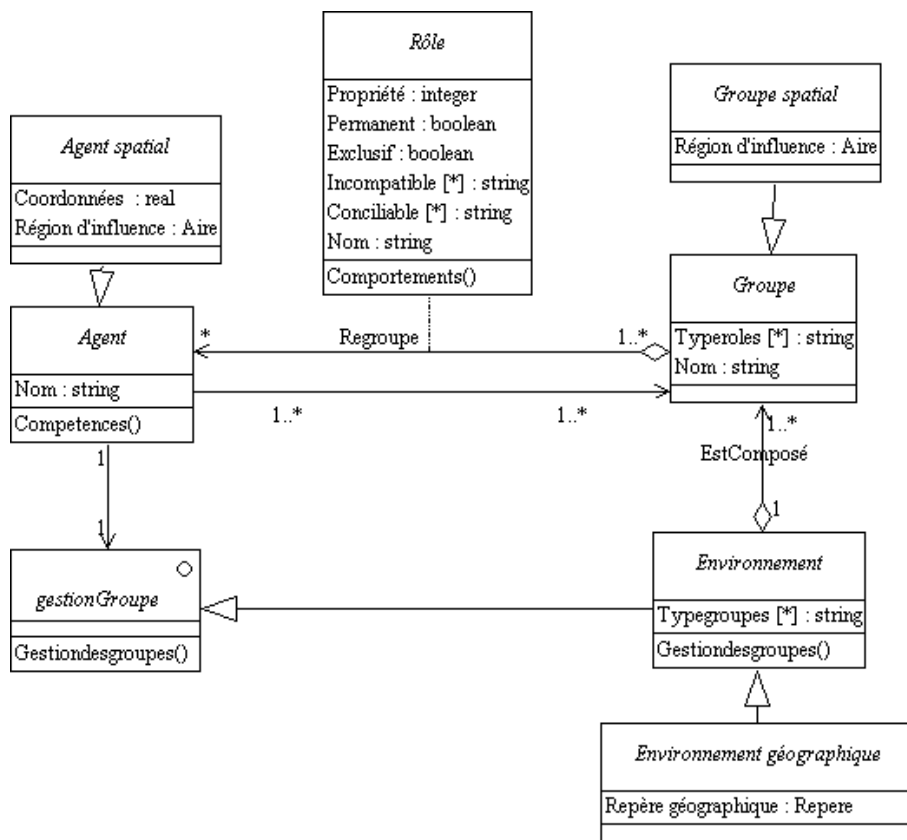 Rôle
Propriété : integer
Permanent : boolean
Exclusif : boolean
Incompatible [*] : string
Conciliable [*] : string
Nom : string
Comportements()
Groupe spatial
Région d'influence : Aire
Agent spatial
Coordonnées : real
Région d'influence : Aire
Agent
Nom : string
Competences()
Groupe
Typeroles [*] : string
Nom : string
*
Regroupe
1..*
1..*
1..*
1
1
1..*
EstComposé
1
gestionGroupe
Gestiondesgroupes()
Environnement
Typegroupes [*] : string
Gestiondesgroupes()
Environnement géographique
Repère géographique : Repere